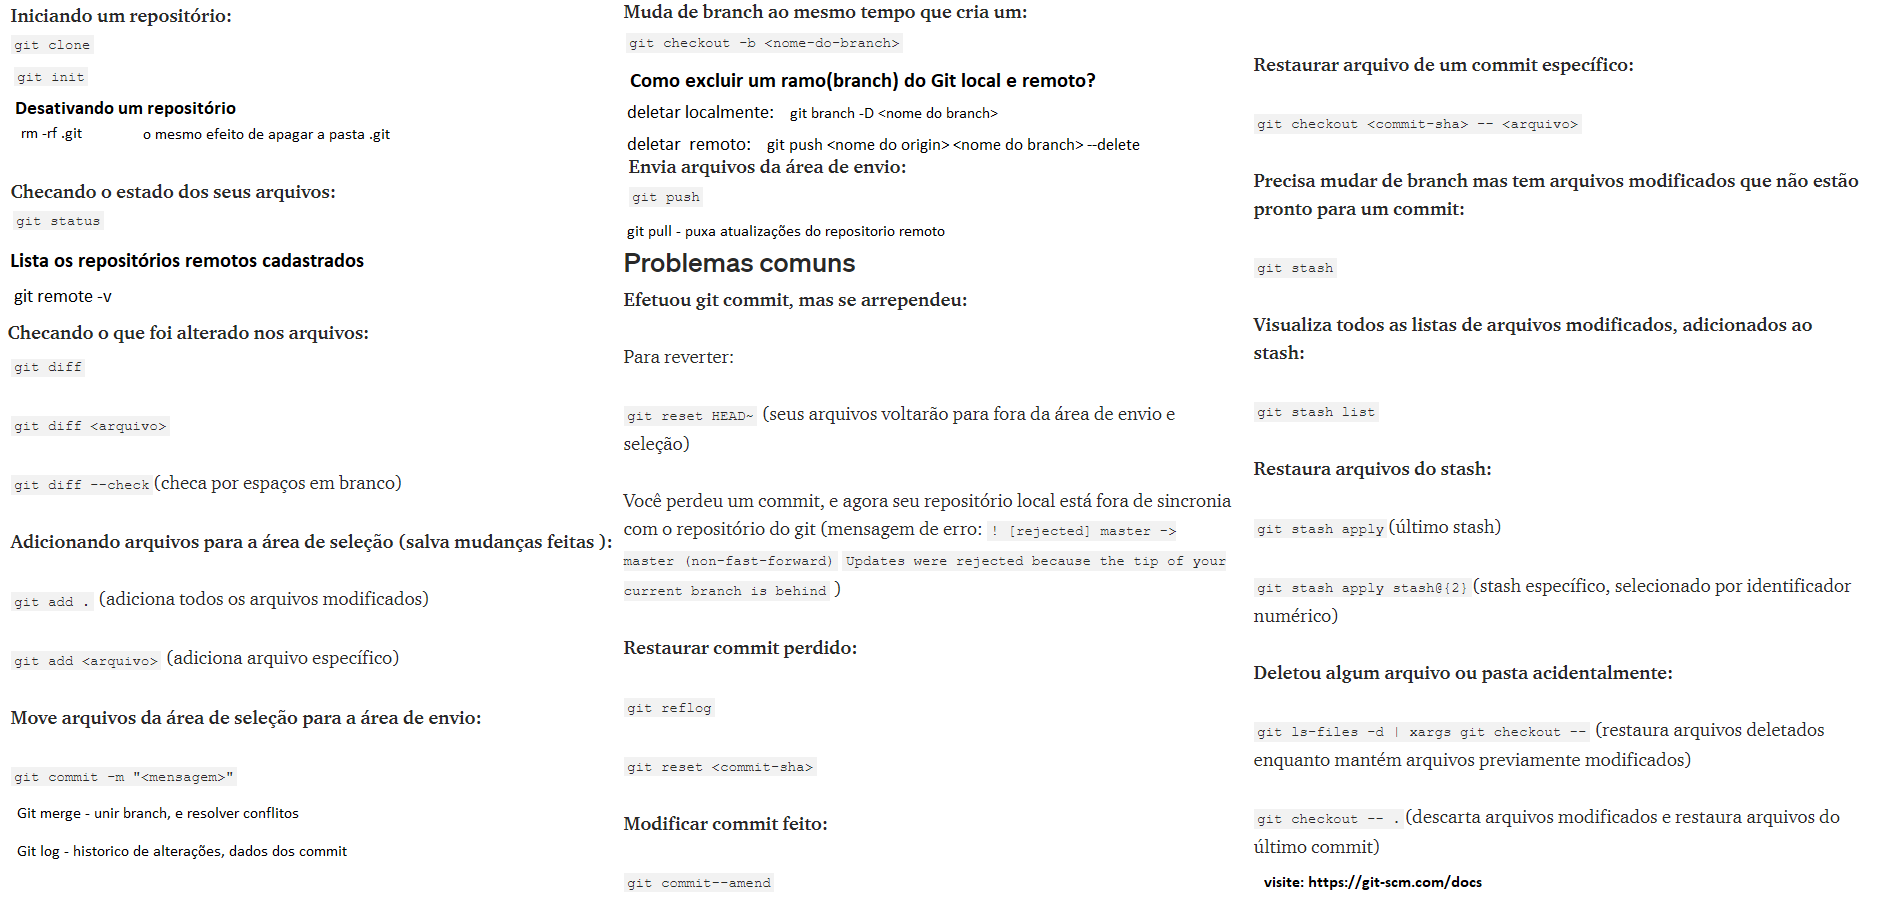 Iniciando um repositório:
git clone
git init
Desativando um repositório
rm -rf .git o mesmo efeito de apagar a pasta .git
Checando o estado dos seus arquivos:
git status
Lista os repositórios remotos cadastrados
git remote -v
Checando o que foi alterado nos arquivos:
git diff
git diff <arquivo>
git diff --check (checa por espaços em branco)
Adicionando arquivos para a área de seleção (salva mudanças feitas ):
git add . (adiciona todos os arquivos modificados)
git add <arquivo> (adiciona arquivo específico)
Move arquivos da área de seleção para a área de envio:
git commit -m "<mensagem>"
Git merge - unir branch, e resolver conflitos
Git log - historico de alterações, dados dos commit
Muda de branch ao mesmo tempo que cria um:
git checkout -b <nome-do-branch>
Como excluir um ramo(branch) do Git local e remoto?
deletar localmente: git branch -D <nome do branch>
deletar remoto: git push <nome do origin> <nome do branch> --delete
Envia arquivos da área de envio:
git push
git pull - puxa atualizações do repositorio remoto
Problemas comuns
Efetuou git commit, mas se arrependeu:
Para reverter:
git reset HEAD~ (seus arquivos voltarão para fora da área de envio e
seleção)
Você perdeu um commit, e agora seu repositório local está fora de sincronia
com o repositório do git (mensagem de erro: ! [rejected] master ->
master (non-fast-forward) Updates were rejected because the tip of your
current branch is behind )
Restaurar commit perdido:
git reflog
git reset <commit-sha>
Modificar commit feito:
git commit--amend
Restaurar arquivo de um commit específico:
git checkout <commit-sha> -- <arquivo>
Precisa mudar de branch mas tem arquivos modificados que não estão
pronto para um commit:
git stash
Visualiza todos as listas de arquivos modificados, adicionados ao
stash:
git stash list
Restaura arquivos do stash:
git stash apply (último stash)
git stash apply stash@{2} (stash específico, selecionado por identificador
numérico)
Deletou algum arquivo ou pasta acidentalmente:
git ls-files -d | xargs git checkout -- (restaura arquivos deletados
enquanto mantém arquivos previamente modificados)
git checkout -- . (descarta arquivos modificados e restaura arquivos do
último commit)
visite: https://git-scm.com/docs